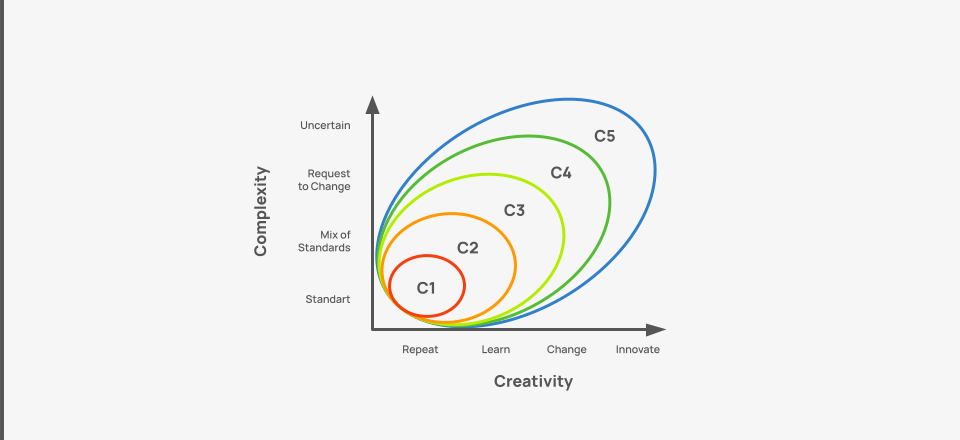 Complexity
Uncertain
Request
to Change
Mix of
Standards
Standart
C5
C4
C3
C2
C1
Repeat
Learn
Change
Innovate
Creativity